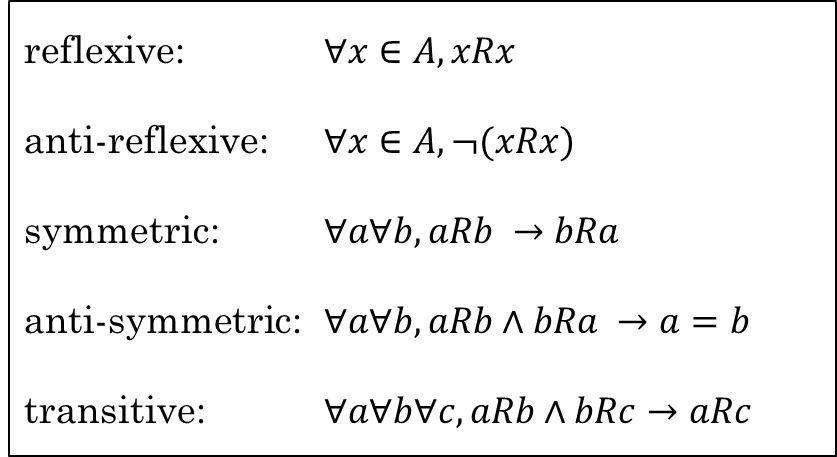 reflexive: ∀x ∈ A, xRx
anti-reflexive: ∀x ∈ A, ¬(xRx)
symmetric: ∀a∀b, aRb → bRa
anti-symmetric: ∀a∀b, aRb ∧ bRa → a = b
transitive: ∀a∀b∀c, aRb ∧ bRc → aRc